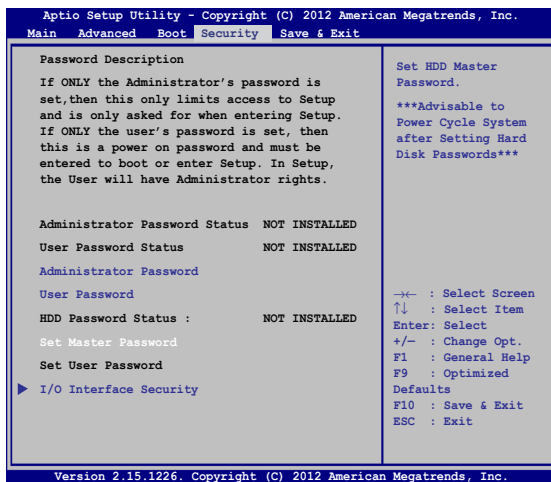 Aptio Setup Utility - Copyright (C) 2012 American Megatrends, Inc.
Main Advanced Boot Security Save & Exit
Password Description
If ONLY the Administrator's password is
set,then this only limits access to Setup
and is only asked for when entering Setup.
If ONLY the user's password is set, then
this is a power on password and must be
entered to boot or enter Setup. In Setup,
the User will have Administrator rights.
Administrator Password Status NOT INSTALLED
User Password Status NOT INSTALLED
Administrator Password
User Password
HDD Password Status : NOT INSTALLED
Set Master Password
Set User Password
I/O Interface Security
Set HDD Master
Password.
***Advisable to
Power Cycle System
after Setting Hard
Disk Passwords***
→← : Select Screen
↑↓ : Select Item
Enter: Select
+/— : Change Opt.
F1 : General Help
F9 : Optimized
Defaults
F10 : Save & Exit
ESC : Exit
Version 2.15.1226. Copyright (C) 2012 American Megatrends, Inc.